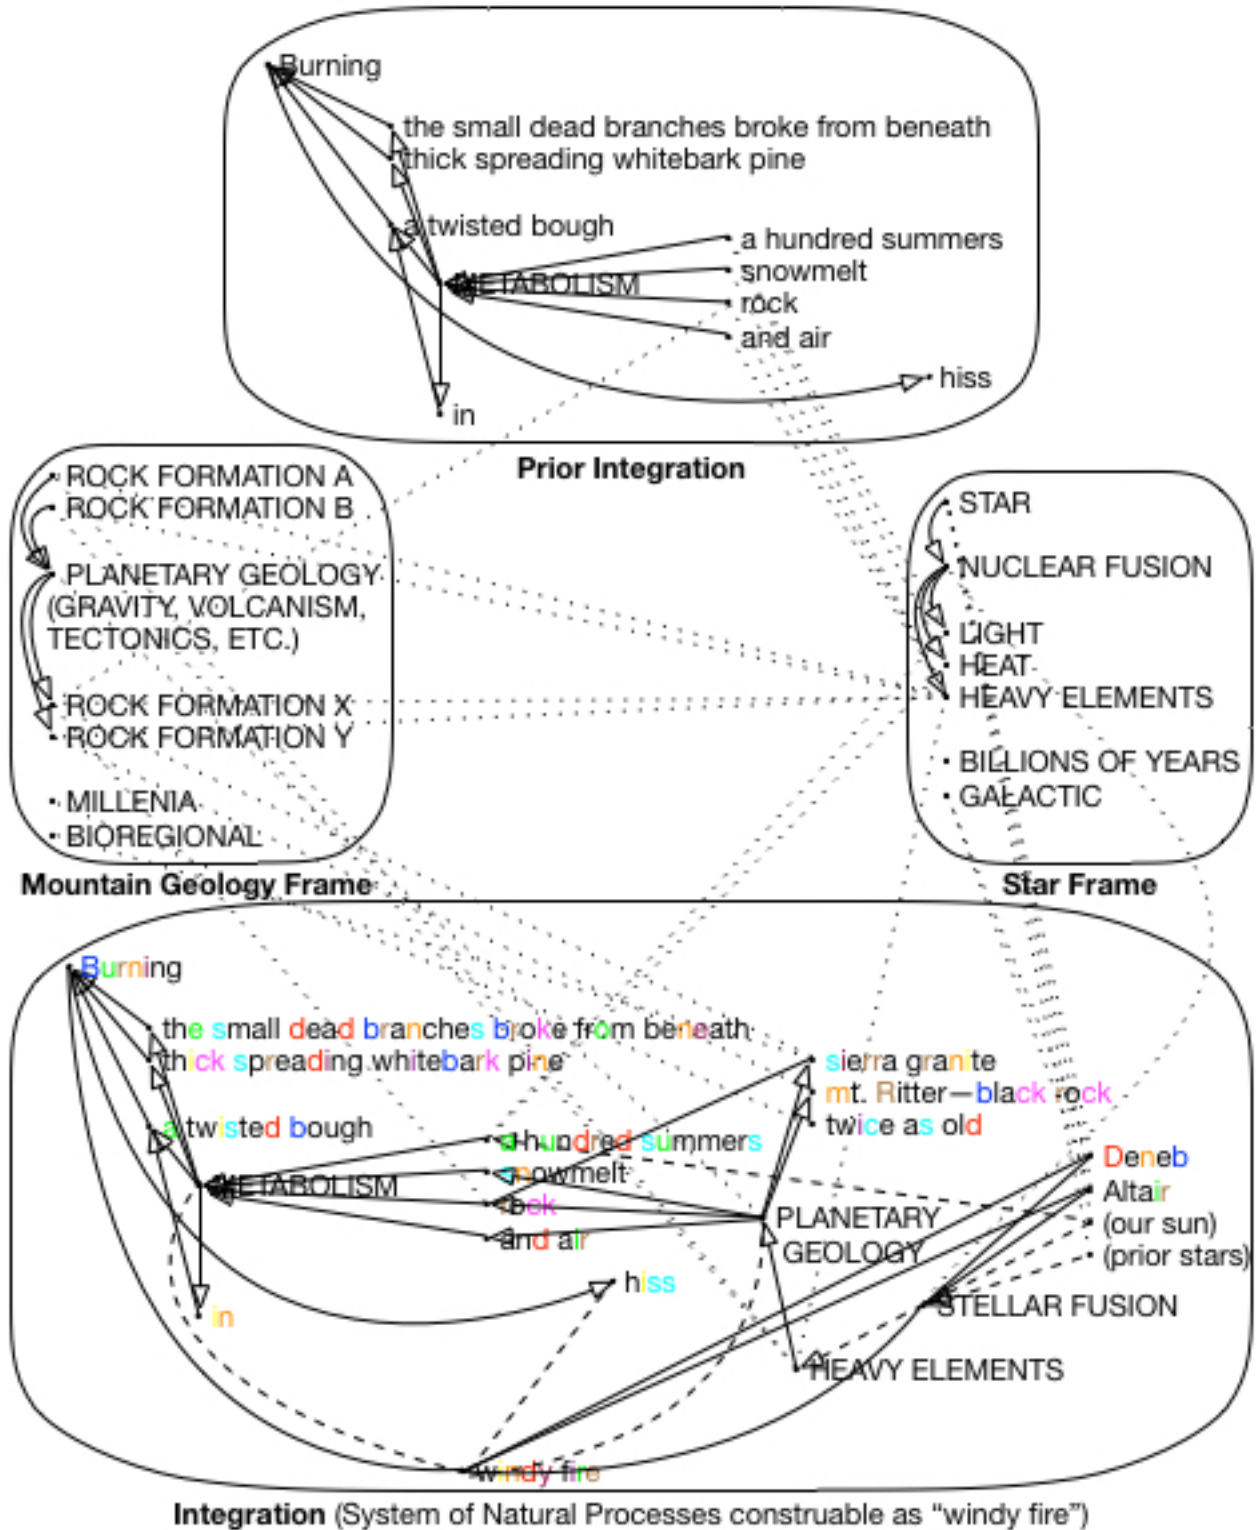 Burning
the small dead branches broke from beneath
thick spreading whitebark pine
a twisted bough
a hundred summers
snowmelt
METABOLISM
rock
and air
hiss
in
Prior Integration
ROCK FORMATION A
ROCK FORMATION B
PLANETARY GEOLOGY
(GRAVITY, VOLCANISM,
TECTONICS, ETC.)
ROCK FORMATION X
ROCK FORMATION Y
MILLENIA
BIOREGIONAL
Mountain Geology Frame
STAR
NUCLEAR FUSION
LIGHT
HEAT
HEAVY ELEMENTS
BILLIONS OF YEARS
GALACTIC
Star Frame
Burning
the small dead branches broke from beneath
thick spreading whitebark pine
sierra granite
mt. Ritter—black rock
twice as old
a twisted bough
a hundred summers
snowmelt
METABOLISM
rock
and air
Deneb
Altair
(our sun)
(prior stars)
PLANETARY
GEOLOGY
hiss
STELLAR FUSION
in
HEAVY ELEMENTS
windy fire
Integration (System of Natural Processes construable as “windy fire”)